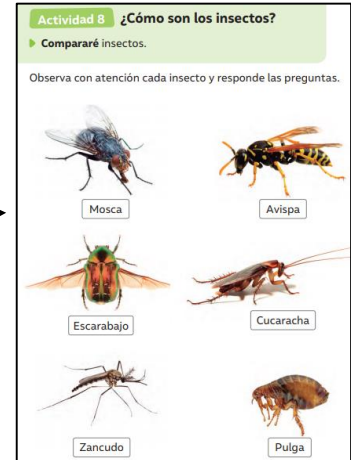 Actividad 8 ¿Cómo son los insectos?
Compararé insectos.
Observa con atención cada insecto y responde las preguntas.
Mosca
Avispa
Escarabajo
Cucaracha
Zancudo
Pulga